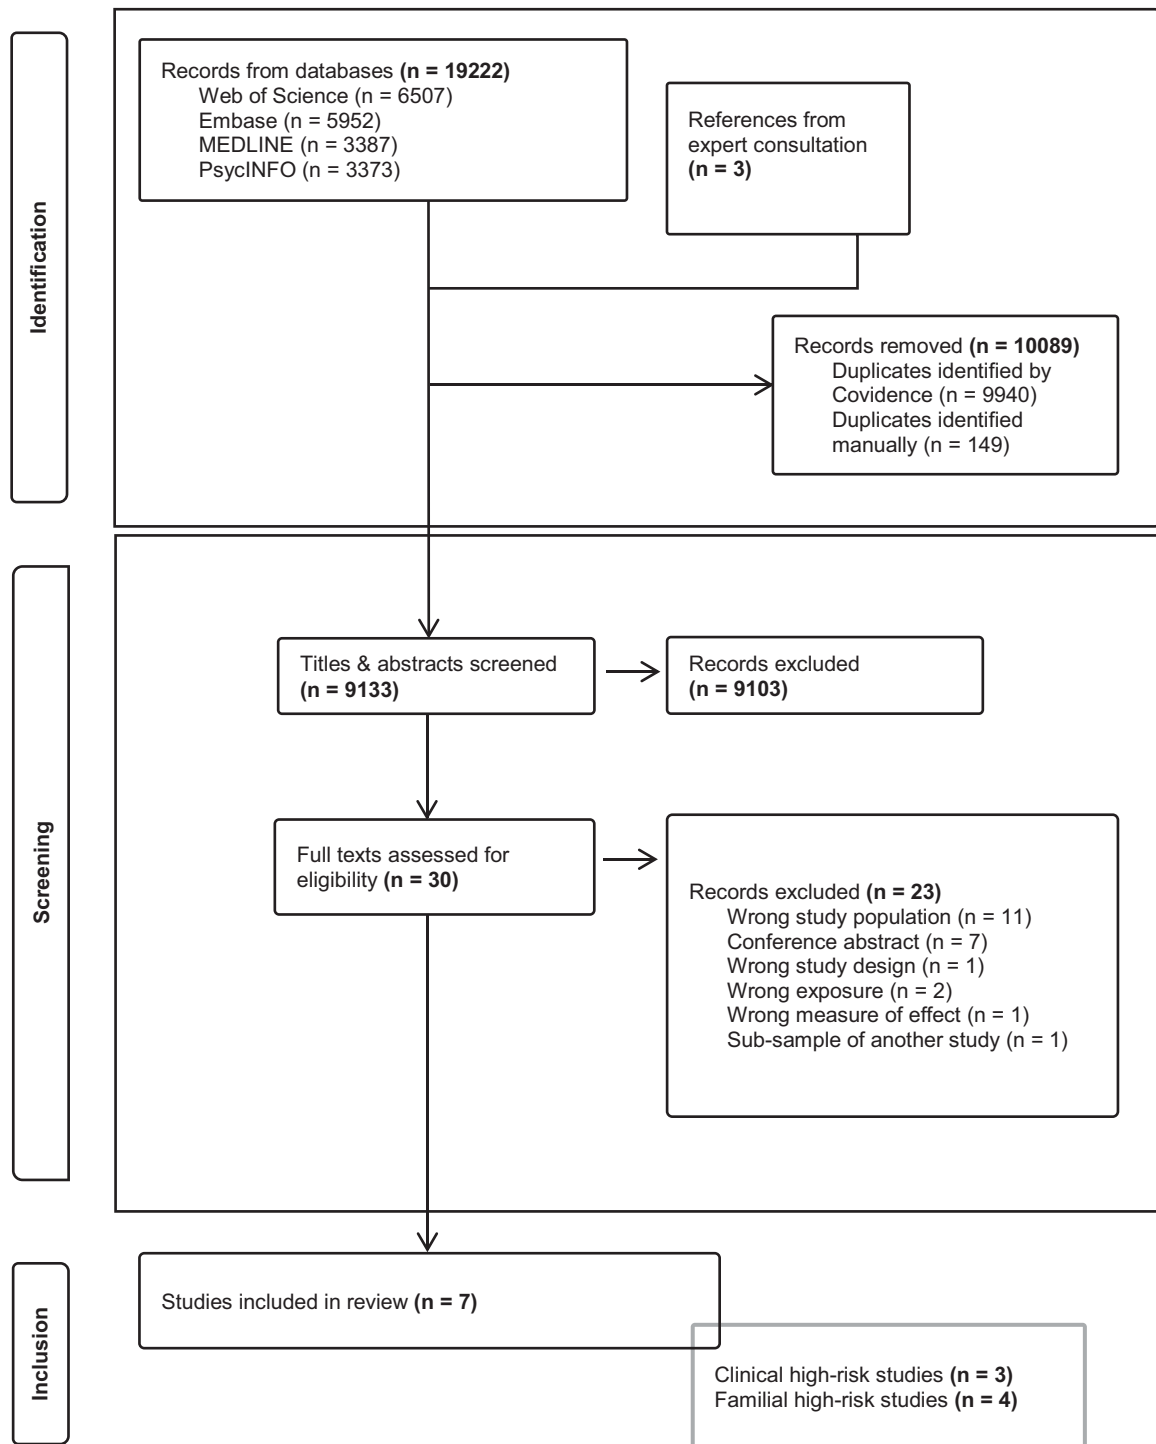 Identification
Records from databases (n = 19222)
Web of Science (n = 6507)
Embase (n = 5952)
MEDLINE (n = 3387)
PsycINFO (n = 3373)
References from
expert consultation
(n = 3)
Records removed (n = 10089)
Duplicates identified by
Covidence (n = 9940)
Duplicates identified
manually (n = 149)
Screening
Titles & abstracts screened
(n = 9133)
Records excluded
(n = 9103)
Full texts assessed for
eligibility (n = 30)
Records excluded (n = 23)
Wrong study population (n = 11)
Conference abstract (n = 7)
Wrong study design (n = 1)
Wrong exposure (n = 2)
Wrong measure of effect (n = 1)
Sub-sample of another study (n = 1)
Inclusion
Studies included in review (n = 7)
Clinical high-risk studies (n = 3)
Familial high-risk studies (n = 4)